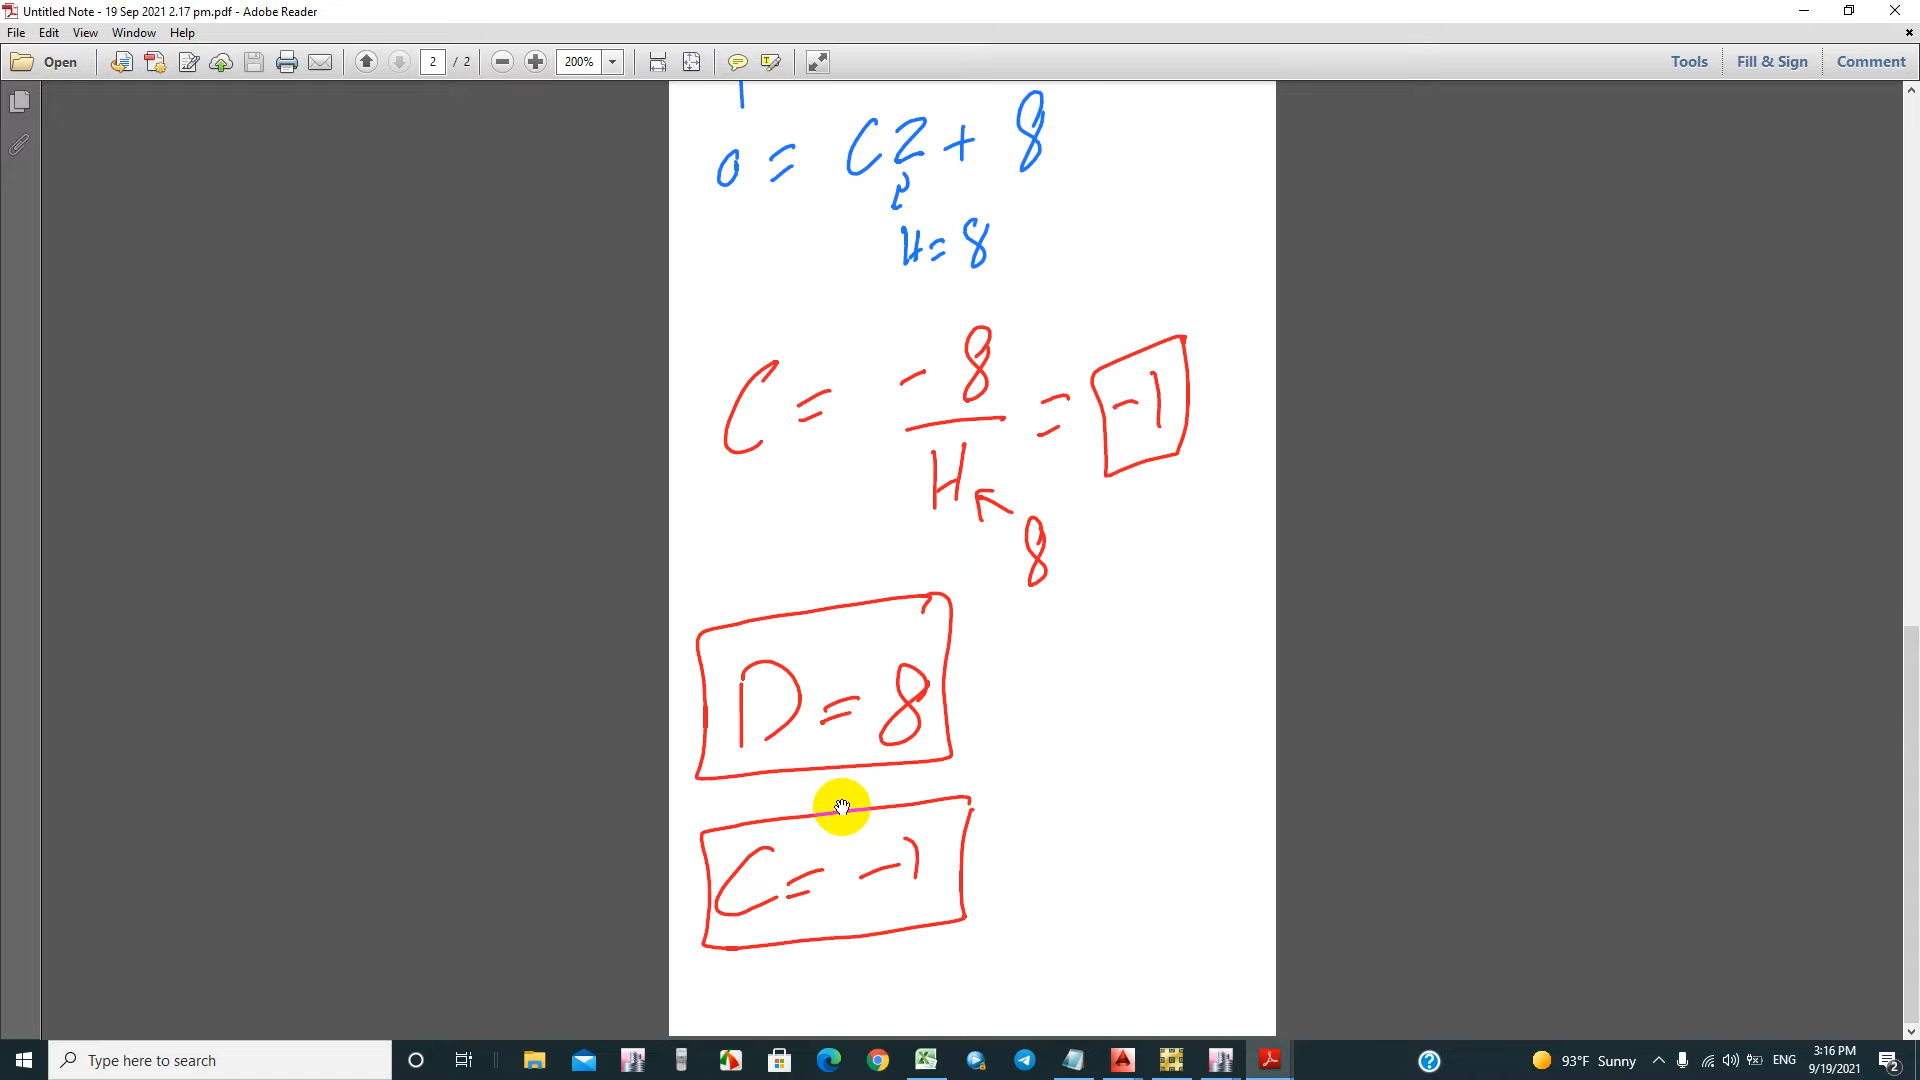 Untitled Note - 19 Sep 2021 2.17 pm.pdf - Adobe Reader
File Edit View Window Help
Open 2 / 2 200% Tools Fill & Sign Comment
0 = CZ + 8
H = 8
C = -8 / H = -1
8
D = 8
C = -1
Type here to search 93°F Sunny ENG 3:16 PM
9/19/2021 2